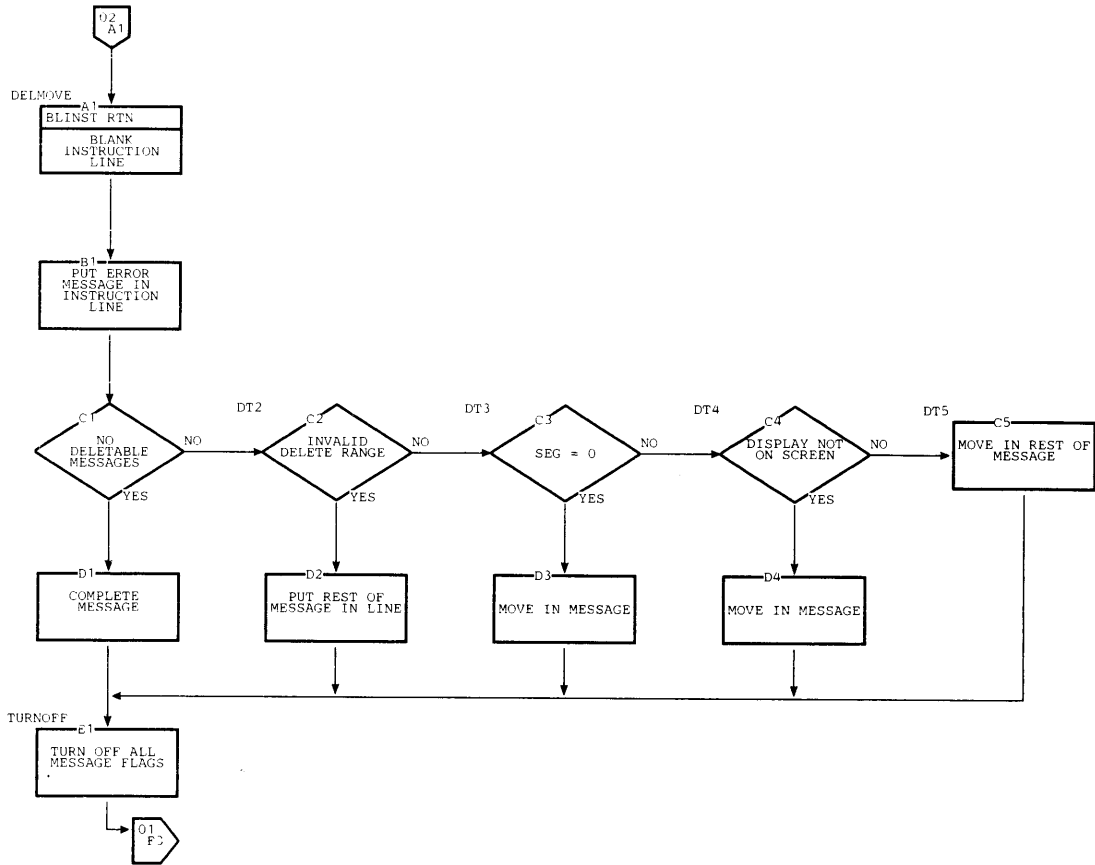 02
A1
DELMOVE
A1
BLINST RTN
BLANK
INSTRUCTION
LINE
B1
PUT ERROR
MESSAGE IN
INSTRUCTION
LINE
C1
NO
DELETABLE
MESSAGES
NO
YES
DT2
C2
INVALID
DELETE RANGE
NO
YES
DT3
C3
SEG = 0
NO
YES
DT4
C4
DISPLAY NOT
ON SCREEN
NO
YES
DT5
C5
MOVE IN REST OF
MESSAGE
D1
COMPLETE
MESSAGE
D2
PUT REST OF
MESSAGE IN LINE
D3
MOVE IN MESSAGE
D4
MOVE IN MESSAGE
TURNOFF
E1
TURN OFF ALL
MESSAGE FLAGS
01